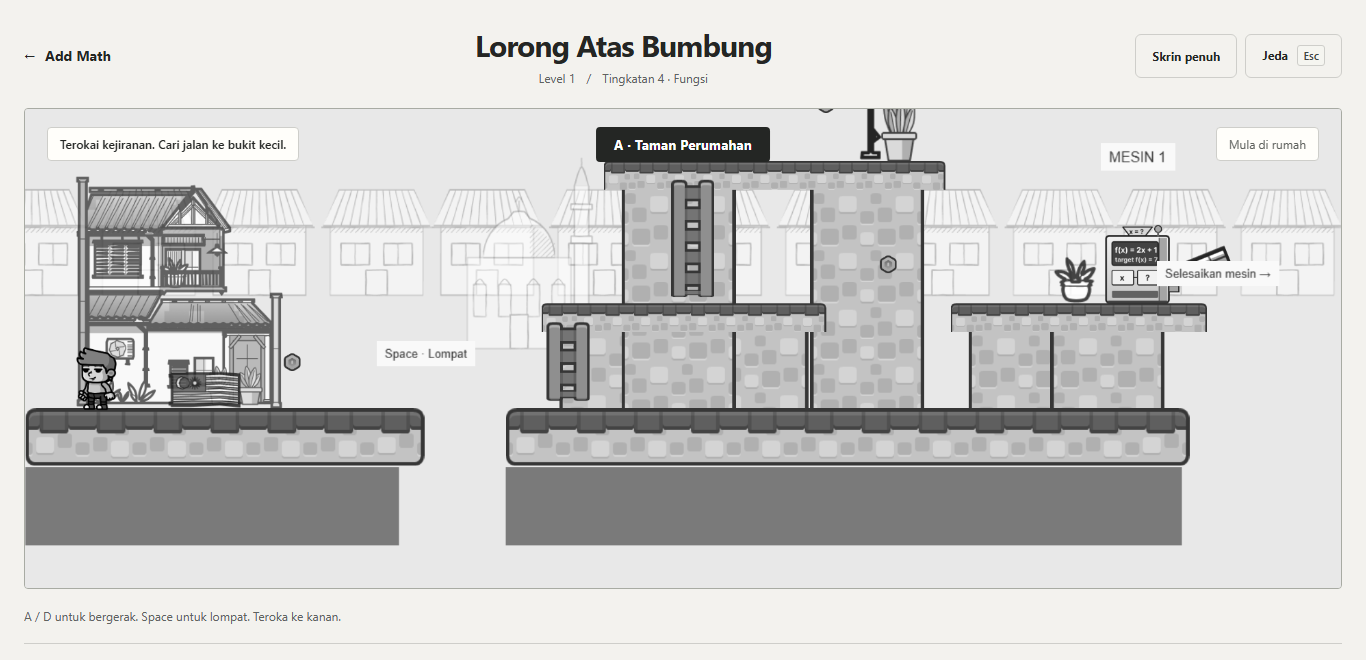 ← Add Math
Lorong Atas Bumbung
Level 1 / Tingkatan 4 · Fungsi
Skrin penuh
Jeda Esc
Terokai kejiranan. Cari jalan ke bukit kecil.
A · Taman Perumahan
MESIN 1
Mula di rumah
x = ?
f(x) = 2x + 1
target f(x) = 7
x ?
Selesaikan mesin →
Space · Lompat
A / D untuk bergerak. Space untuk lompat. Teroka ke kanan.